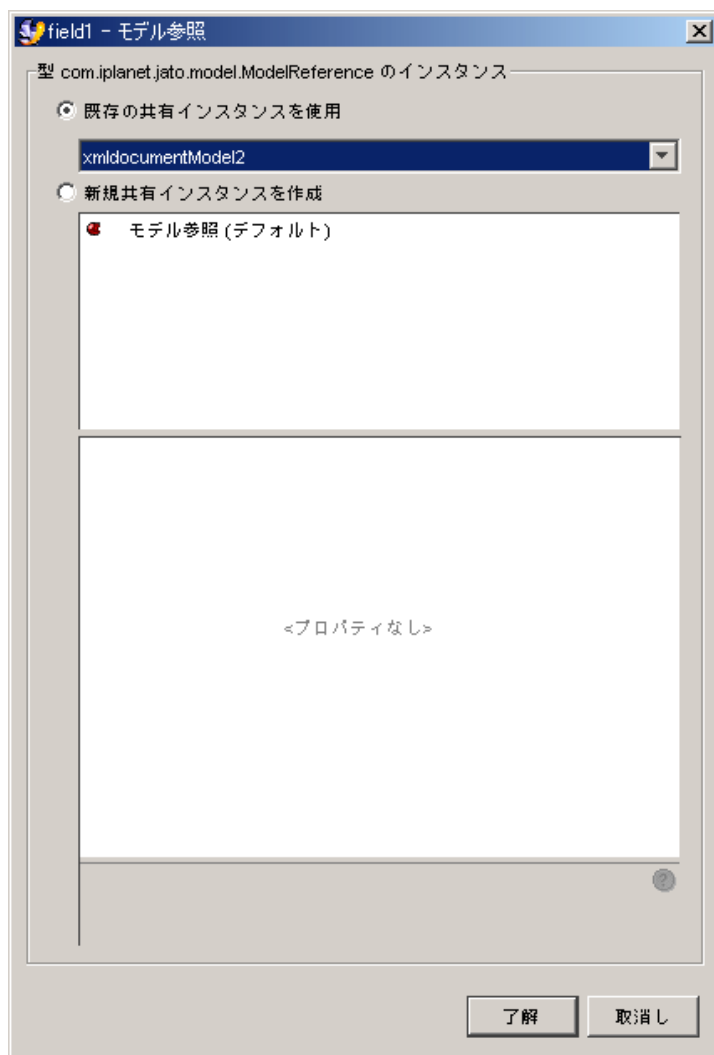 field1 - モデル参照
型 com.iplanet.jato.model.ModelReference のインスタンス
既存の共有インスタンスを使用
xmldocumentModel2
新規共有インスタンスを作成
モデル参照 (デフォルト)
<プロパティなし>
?
了解
取消し